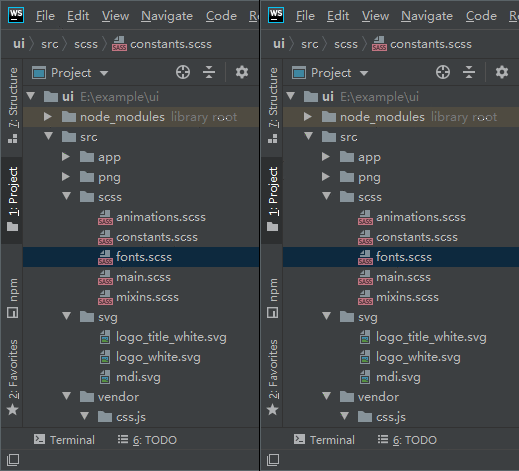 WS File Edit View Navigate Code
ui src scss constants.scss
Project
ui E:\example\ui
node_modules library root
src
app
png
scss
animations.scss
constants.scss
fonts.scss
main.scss
mixins.scss
svg
logo_title_white.svg
logo_white.svg
mdi.svg
vendor
css.js
7: Structure
1: Project
npm
2: Favorites
Terminal 6: TODO
WS File Edit View Navigate Code R
ui src scss constants.scss
Project
ui E:\example\ui
node_modules library root
src
app
png
scss
animations.scss
constants.scss
fonts.scss
main.scss
mixins.scss
svg
logo_title_white.svg
logo_white.svg
mdi.svg
vendor
css.js
7: Structure
1: Project
npm
2: Favorites
Terminal 6: TODO